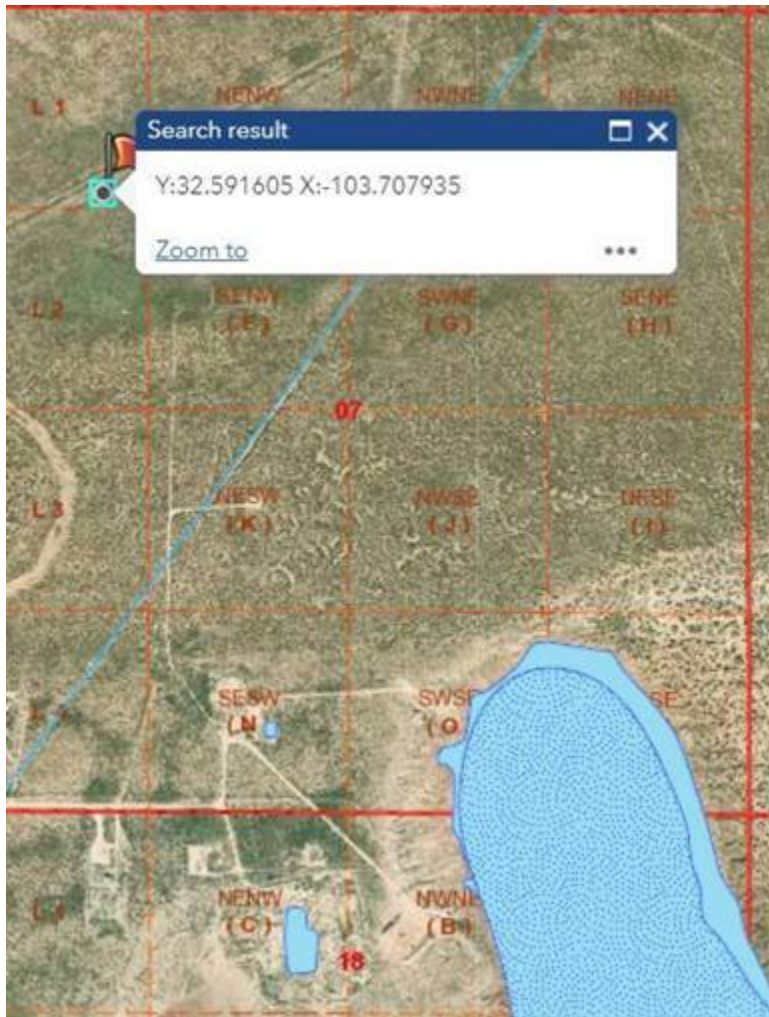 NENW NWNE NENE
L 1
Search result
Y:32.591605 X:-103.707935
Zoom to •••
L 2 SENW SWNE SENE
( F ) ( G ) ( H )
07
L 3 NESW NWSE NESE
( K ) ( J ) ( I )
SESW SWSE SE
( N ) ( O
NENW NWNE
( C ) ( B )
18